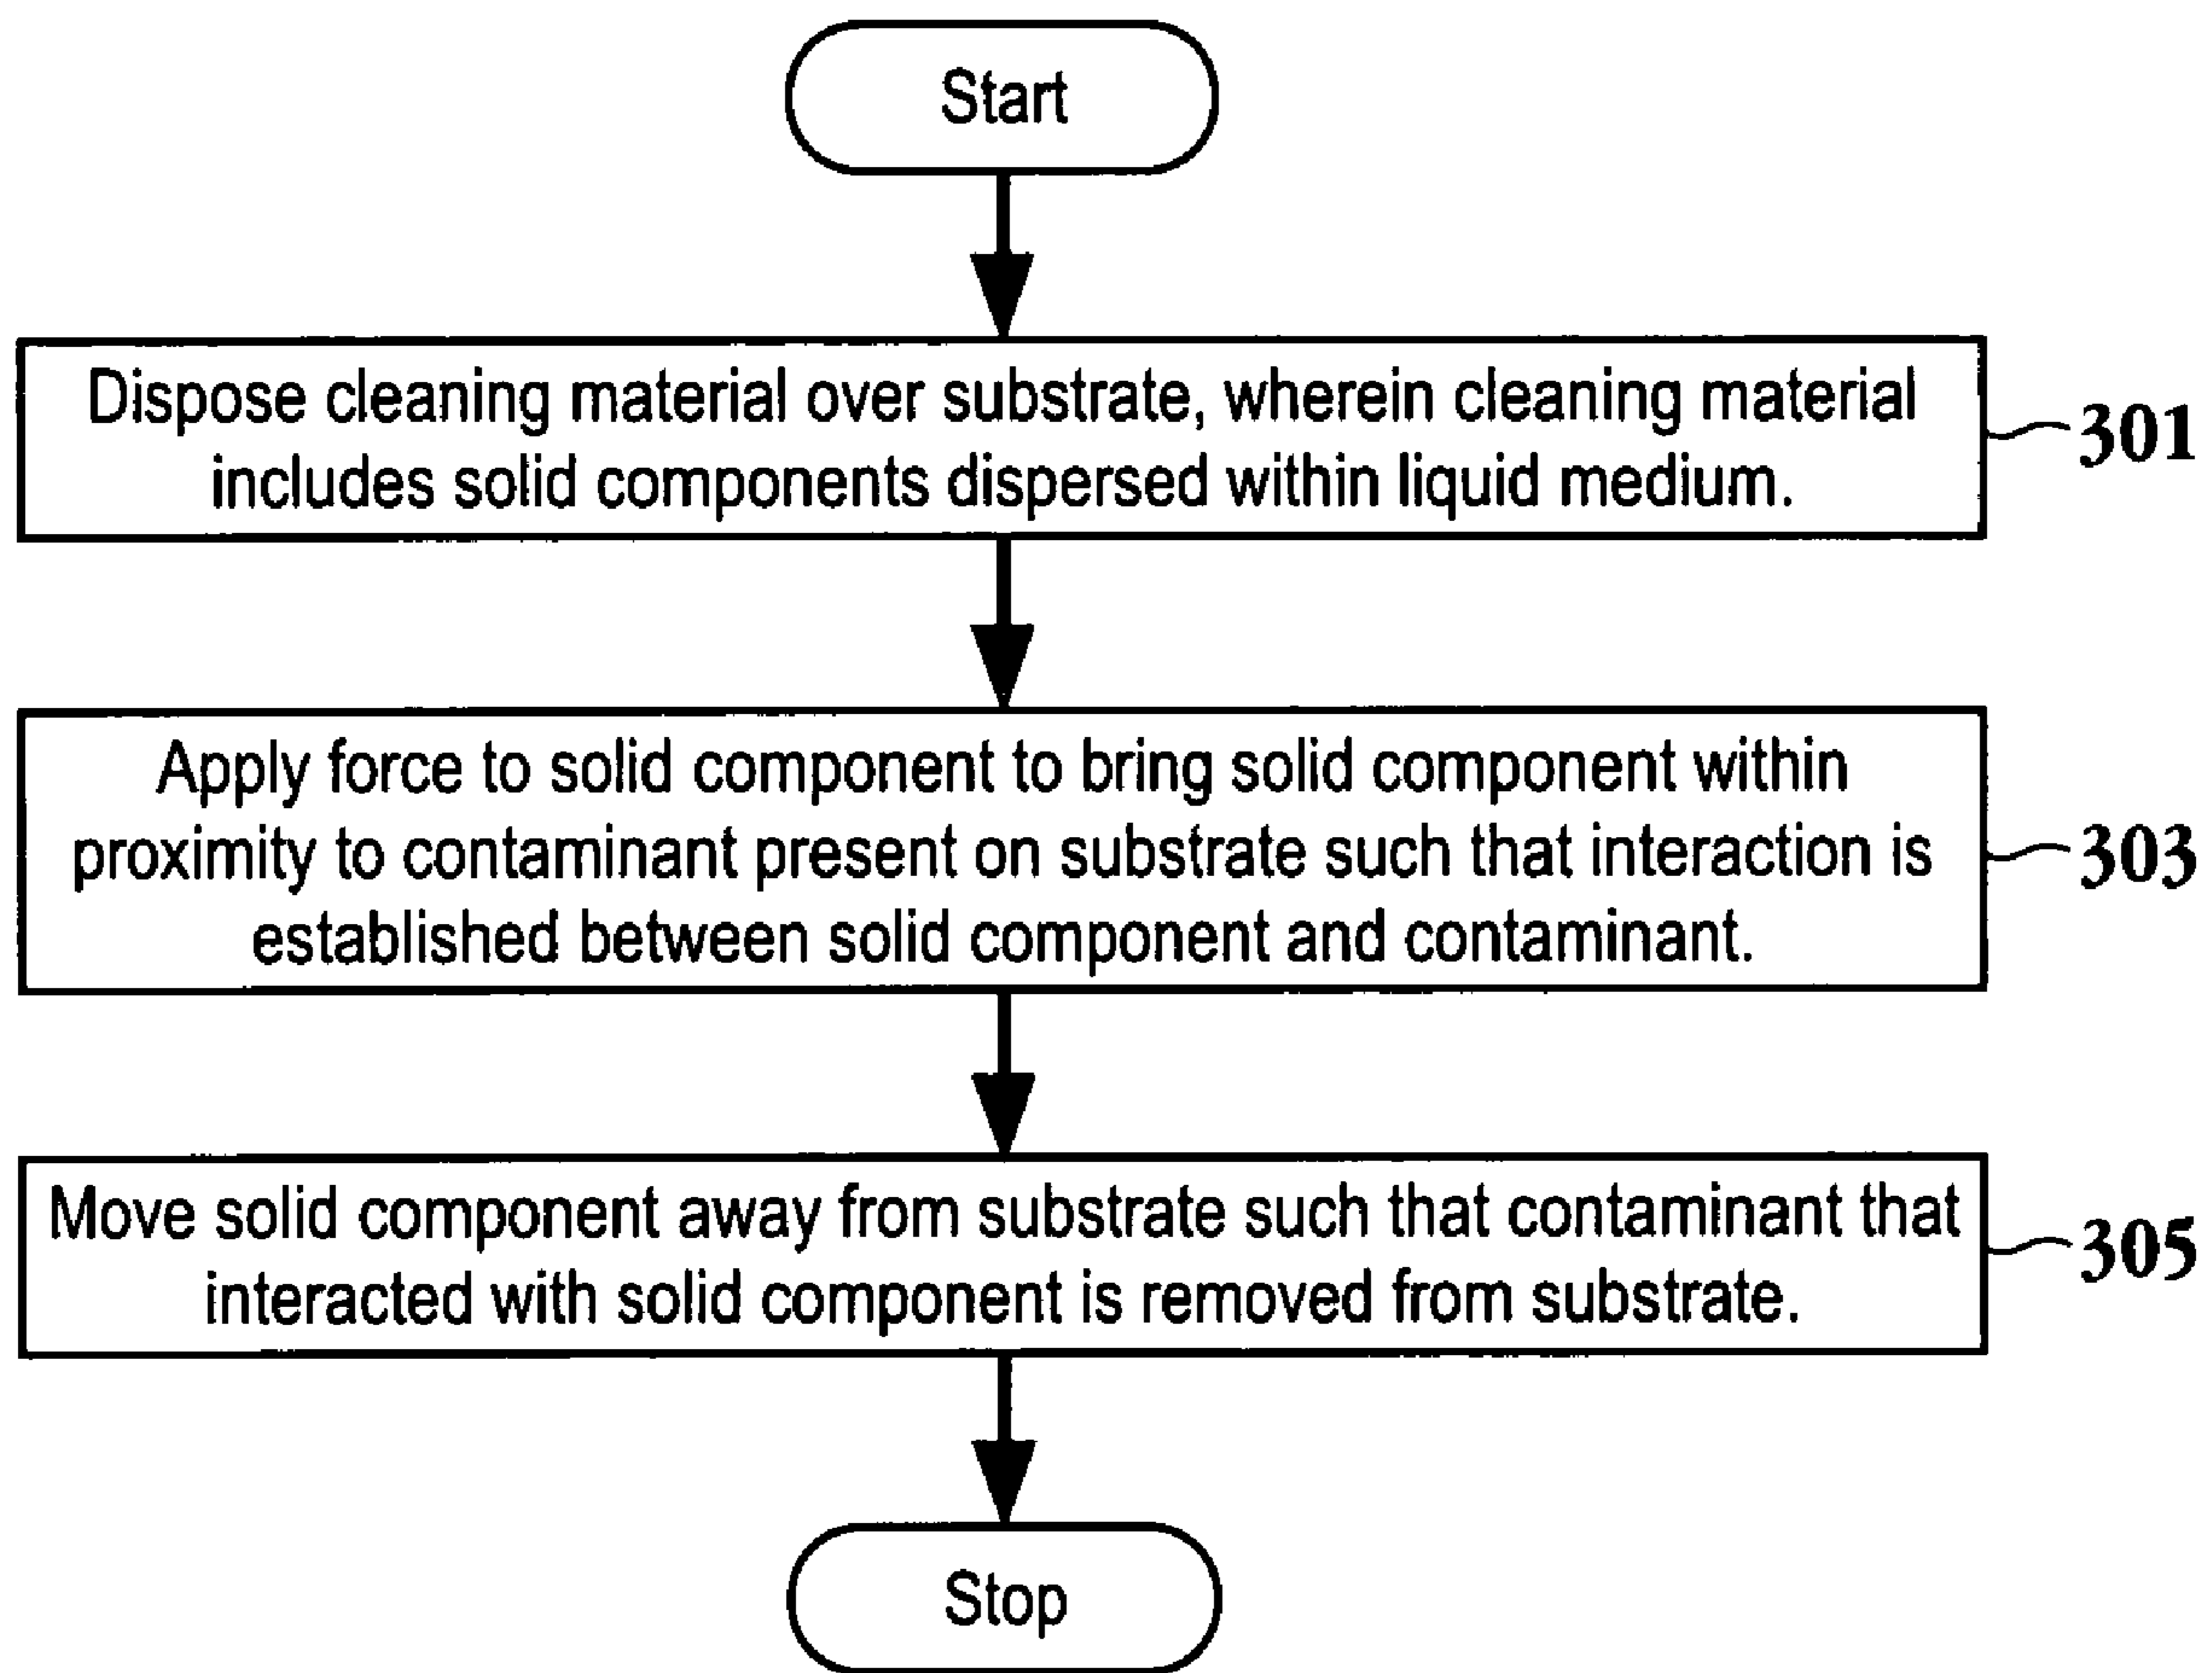 Start
Dispose cleaning material over substrate, wherein cleaning material
includes solid components dispersed within liquid medium.
301
Apply force to solid component to bring solid component within
proximity to contaminant present on substrate such that interaction is
established between solid component and contaminant.
303
Move solid component away from substrate such that contaminant that
interacted with solid component is removed from substrate.
305
Stop